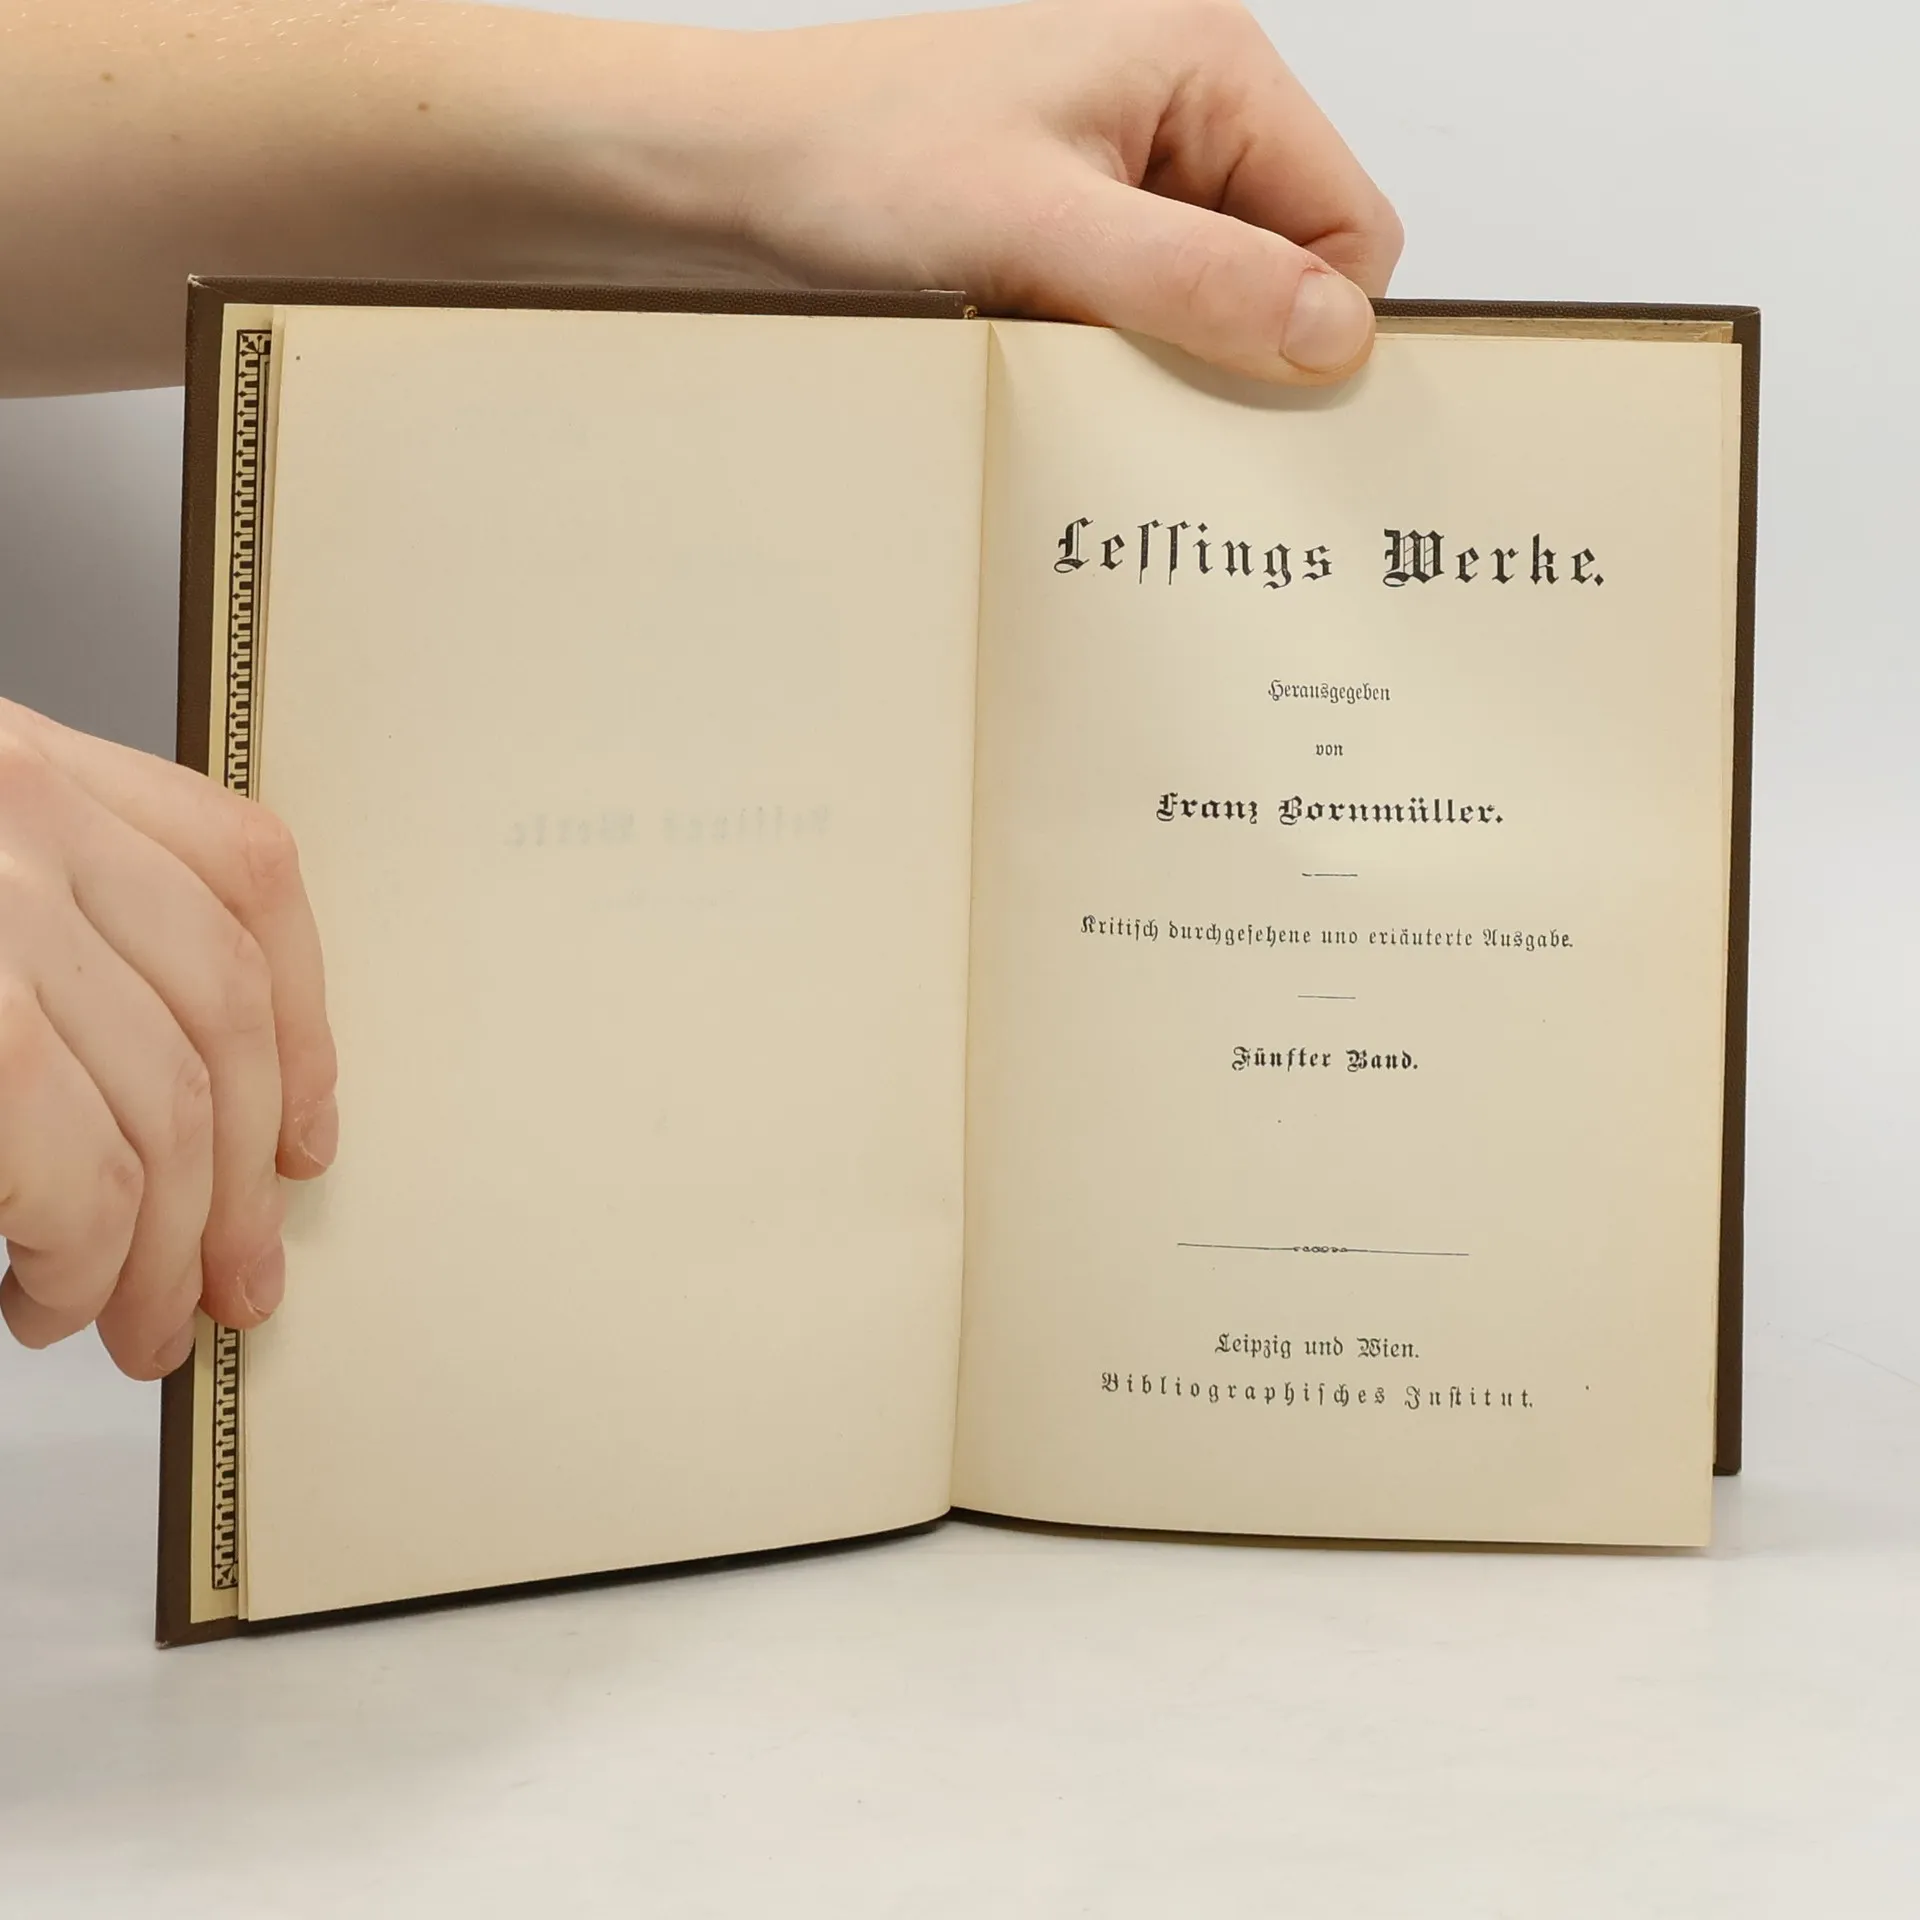 Leſſings Werke.
Herausgegeben
von
Franz Bornmüller.
Kritiſch durchgeſehene und erläuterte Ausgabe.
Fünfter Band.
Leipzig und Wien.
Bibliographiſches Inſtitut.